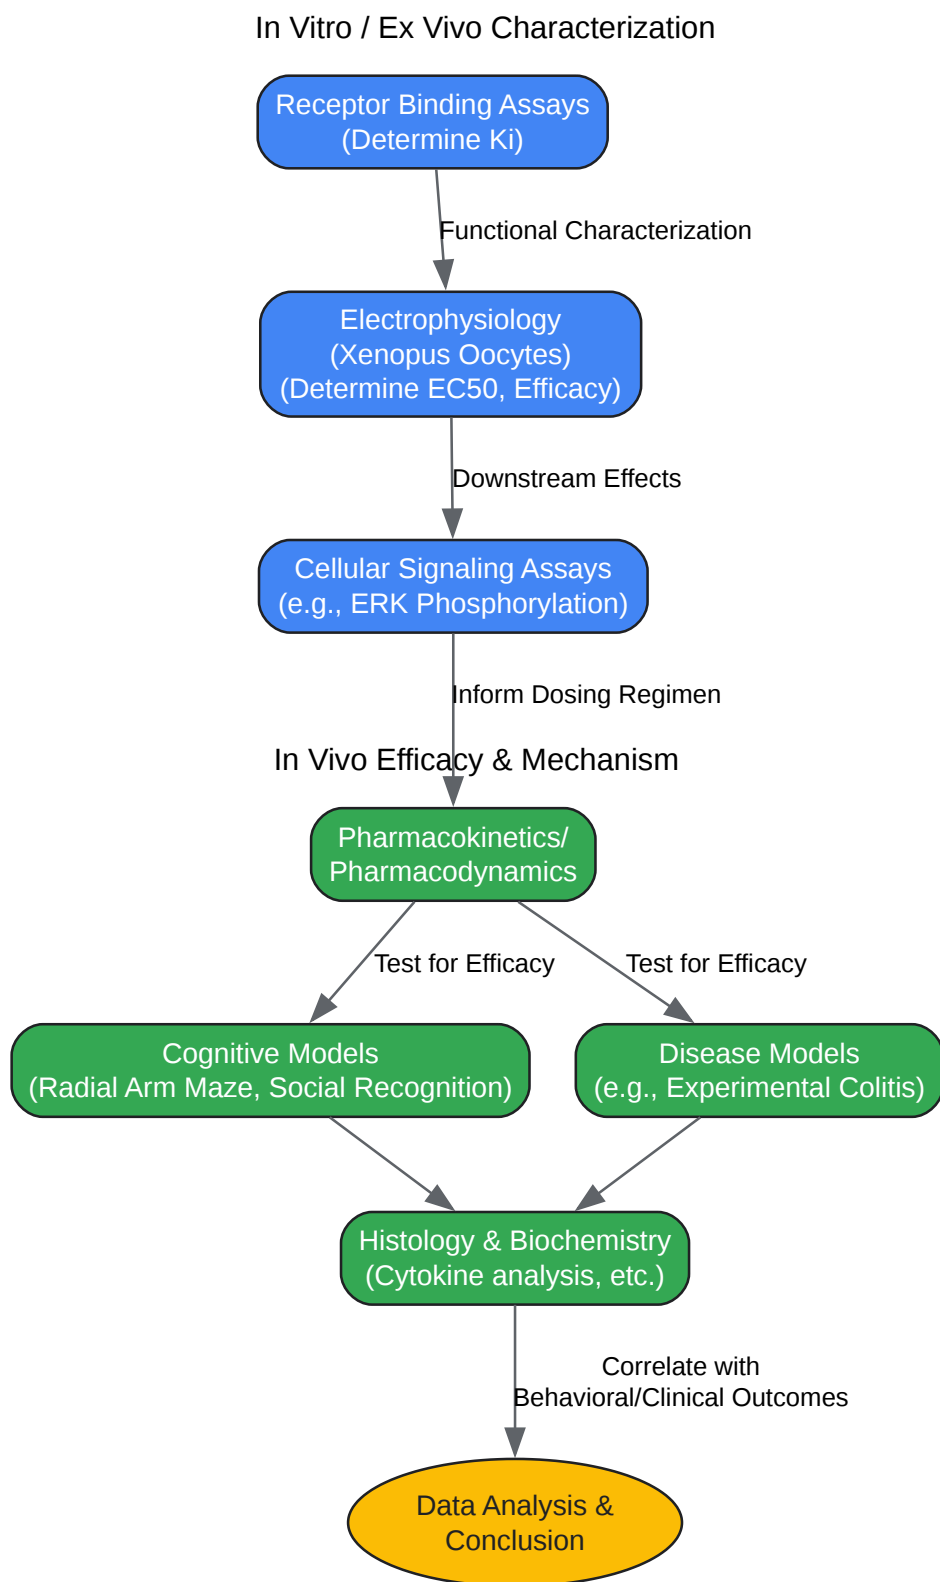 In Vitro / Ex Vivo Characterization
Receptor Binding Assays
(Determine Ki)
Functional Characterization
Electrophysiology
(Xenopus Oocytes)
(Determine EC50, Efficacy)
Downstream Effects
Cellular Signaling Assays
(e.g., ERK Phosphorylation)
Inform Dosing Regimen
In Vivo Efficacy & Mechanism
Pharmacokinetics/
Pharmacodynamics
Test for Efficacy
Test for Efficacy
Cognitive Models
(Radial Arm Maze, Social Recognition)
Disease Models
(e.g., Experimental Colitis)
Histology & Biochemistry
(Cytokine analysis, etc.)
Correlate with
Behavioral/Clinical Outcomes
Data Analysis &
Conclusion